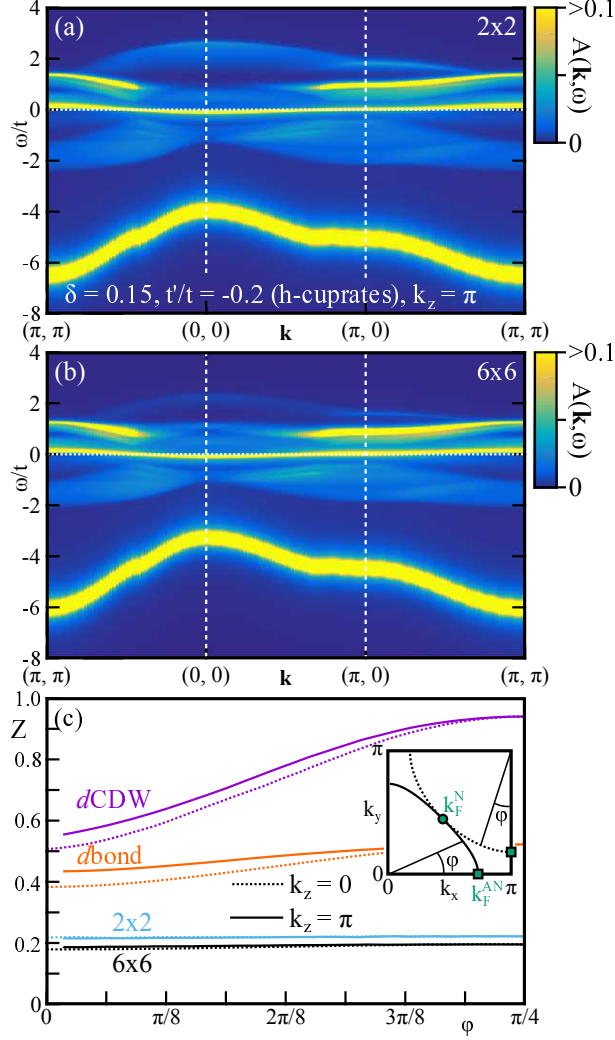 (a)
2x2
4
2
0
-2
-4
-6
-8
ω/t
δ = 0.15, t'/t = -0.2 (h-cuprates), k_z = π
(π, π)
(0, 0)
k
(π, 0)
(π, π)
>0.1
0
A(k,ω)
(b)
6x6
4
2
0
-2
-4
-6
-8
ω/t
(π, π)
(0, 0)
k
(π, 0)
(π, π)
>0.1
0
A(k,ω)
(c)
Z
1.0
0.8
0.6
0.4
0.2
0
dCDW
dbond
2x2
6x6
k_z = 0
k_z = π
π
k_y
0
k_x
π
k_F^N
k_F^AN
φ
φ
0
π/8
2π/8
3π/8
φ
π/4